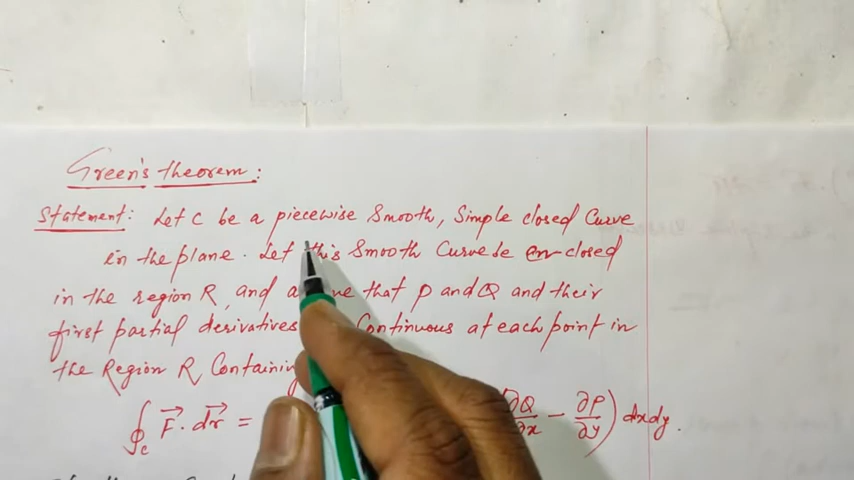 Green's theorem:
Statement: Let C be a piecewise Smooth, Simple closed Curve
in the plane. Let this Smooth Curve be enclosed
in the region R, and that P and Q and their
first partial derivatives Continuous at each point in
the Region R Containing
∮c F⃗ · dr⃗ = (∂Q/∂x − ∂P/∂y) dxdy.